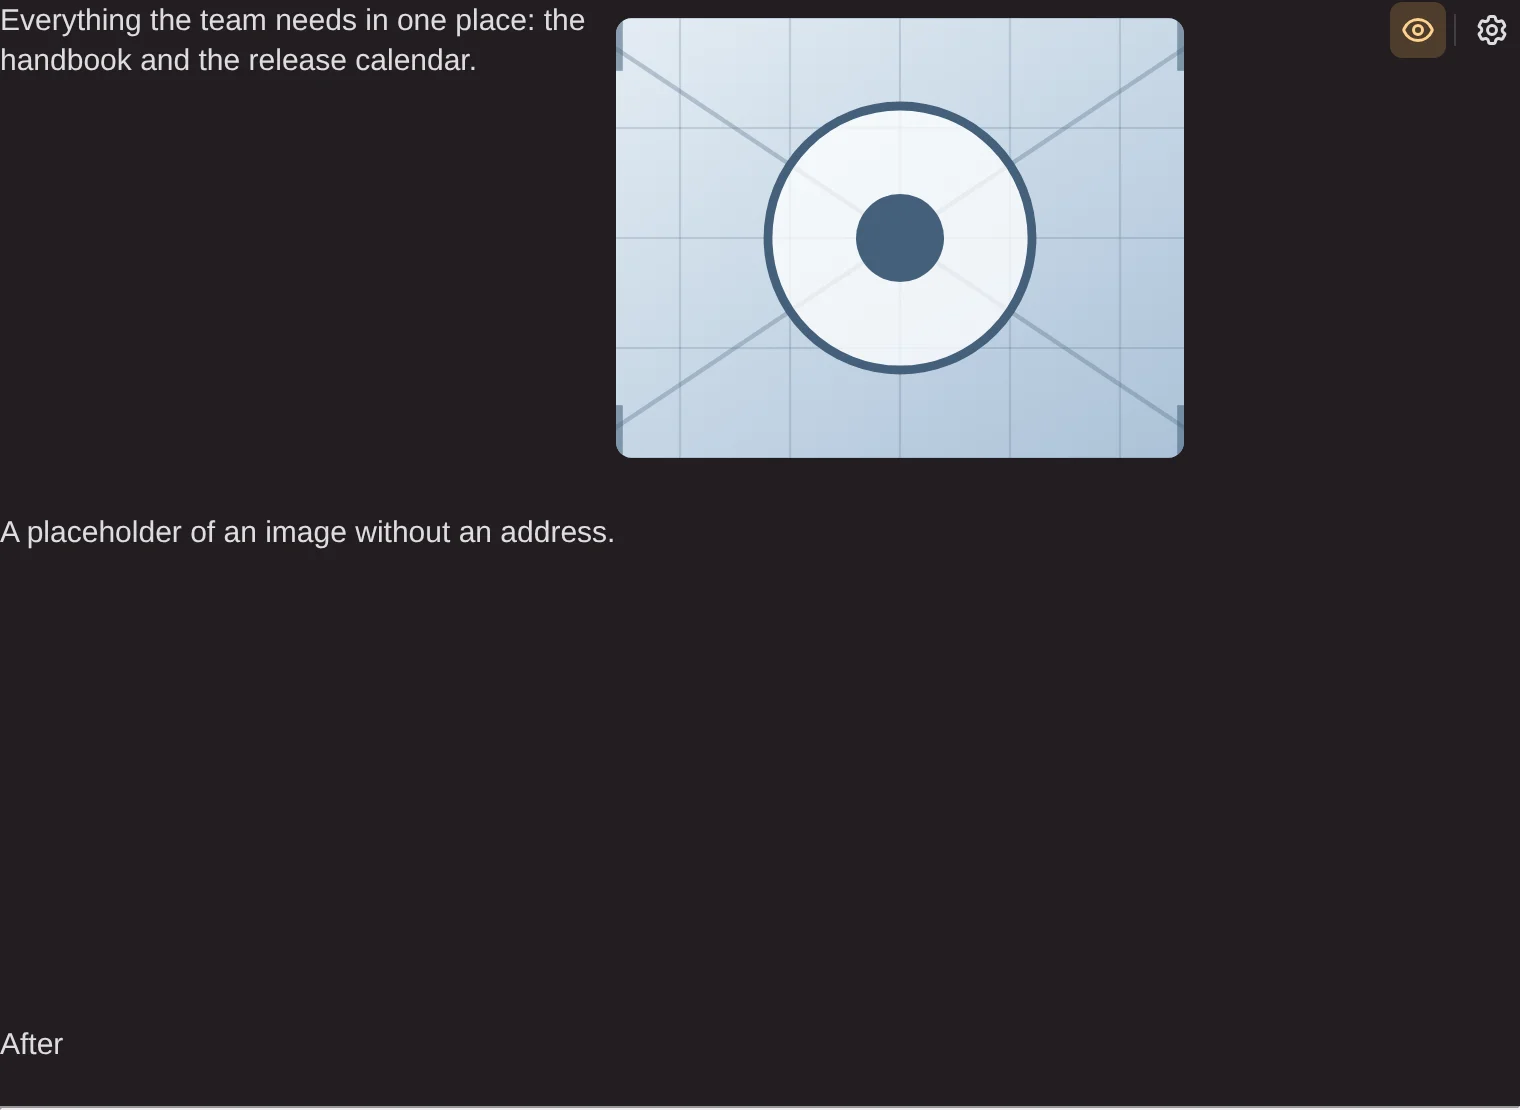 Everything the team needs in one place: the
handbook and the release calendar.
A placeholder of an image without an address.
After